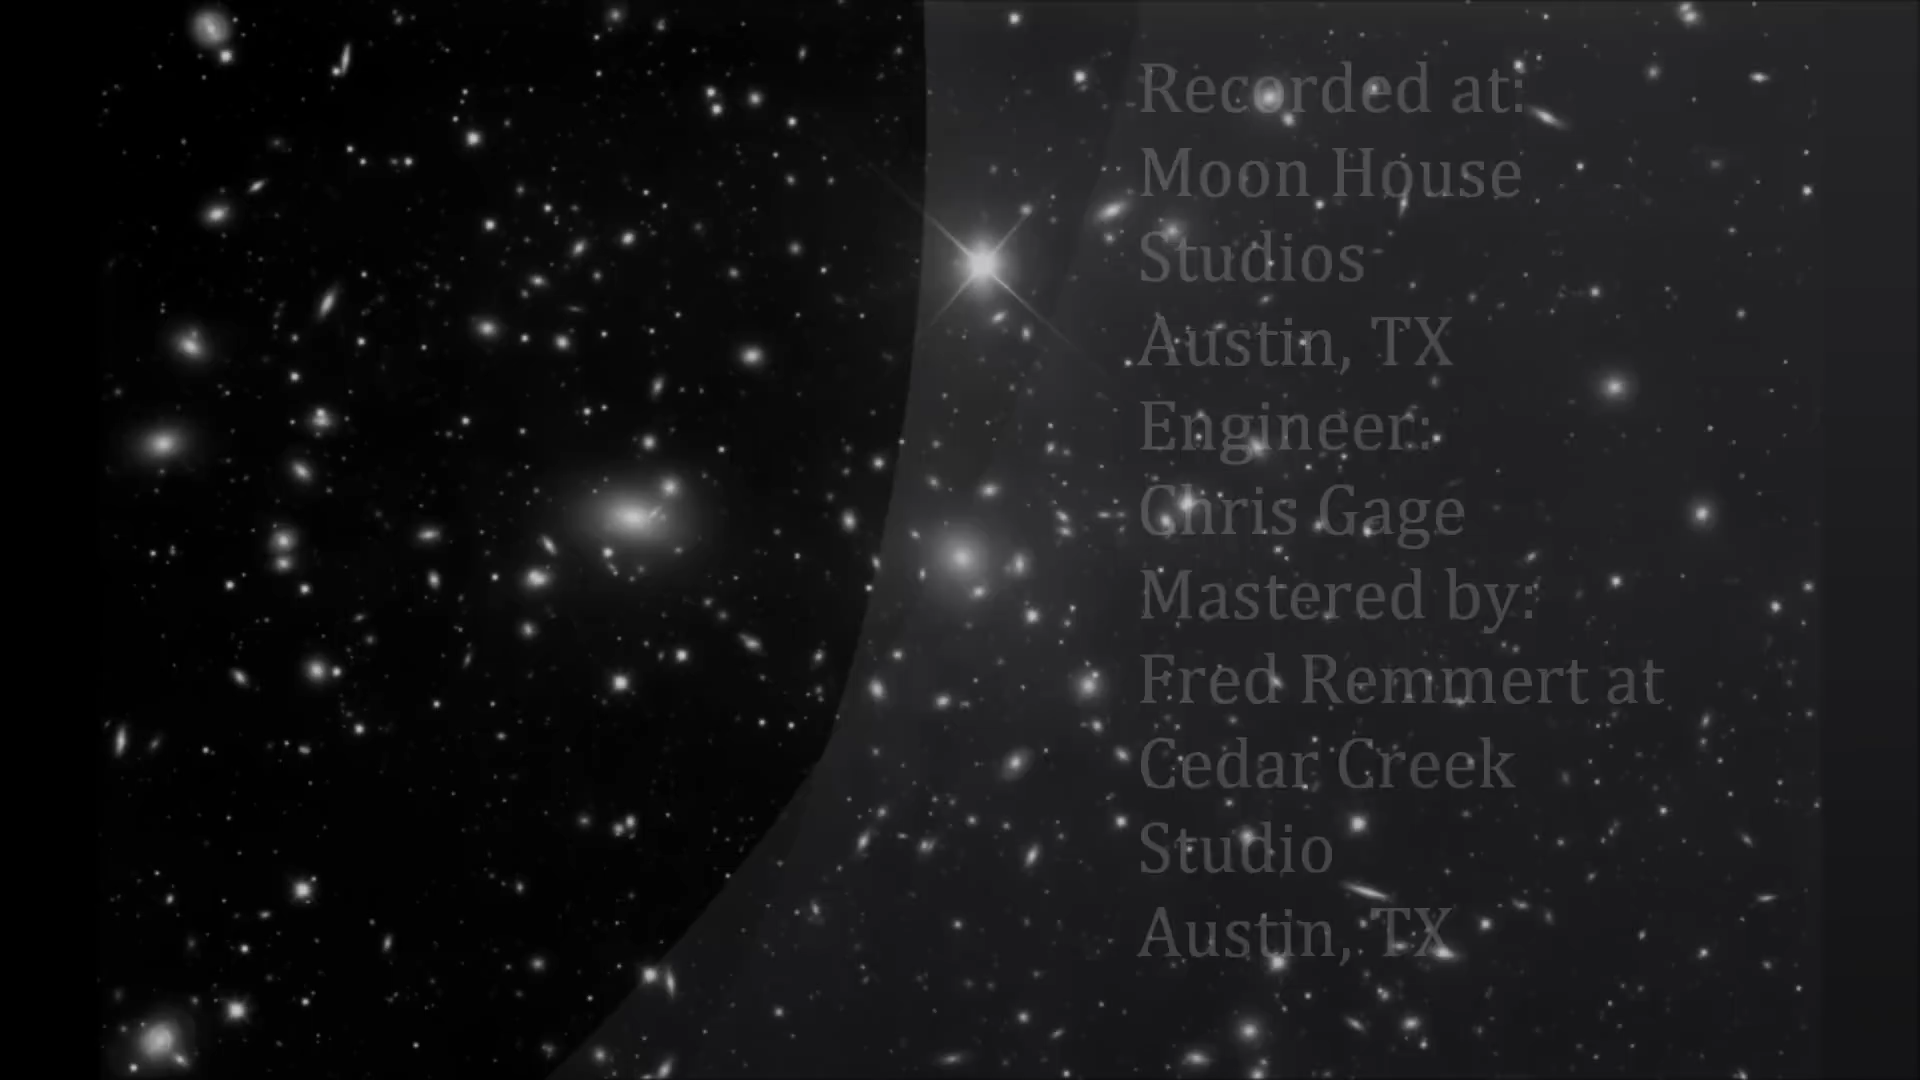 Recorded at:
Moon House
Studios
Austin, TX
Engineer:
Chris Gage
Mastered by:
Fred Remmert at
Cedar Creek
Studio
Austin, TX